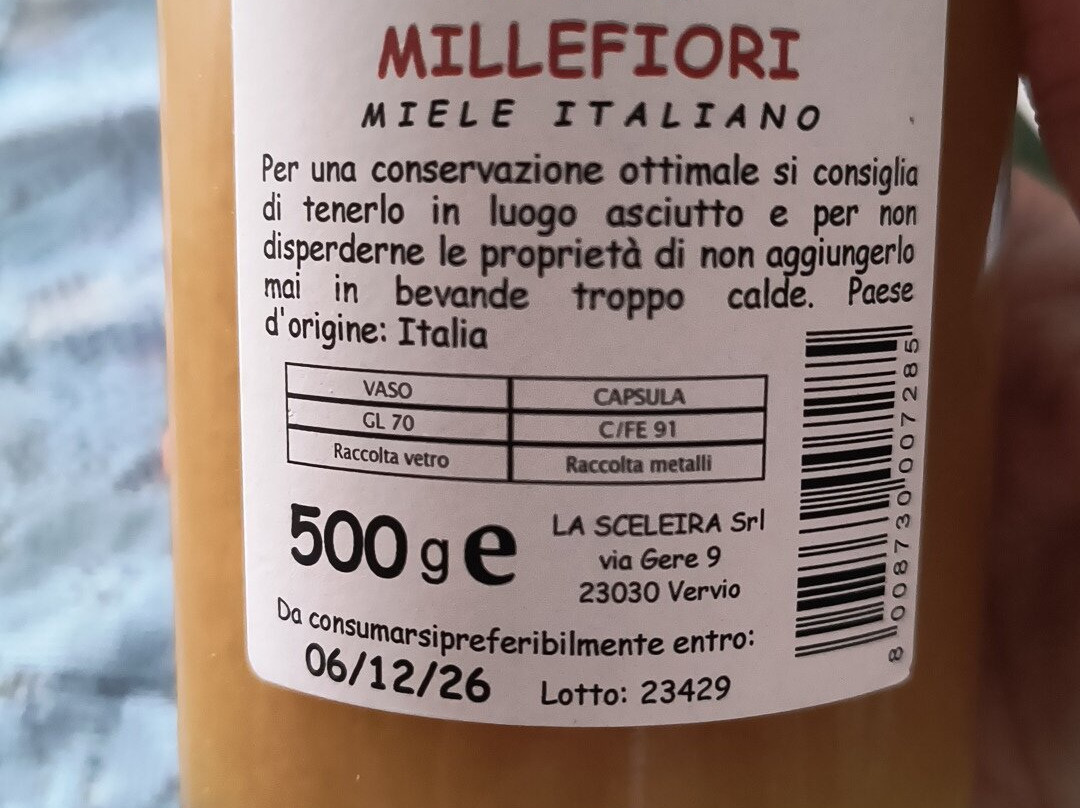 MILLEFIORI
MIELE ITALIANO
Per una conservazione ottimale si consiglia
di tenerlo in luogo asciutto e per non
disperderne le proprietà di non aggiungerlo
mai in bevande troppo calde. Paese
d'origine: Italia
VASO CAPSULA
GL 70 C/FE 91
Raccolta vetro Raccolta metalli
500 g e
LA SCELEIRA Srl
via Gere 9
23030 Vervio
Da consumarsipreferibilmente entro:
06/12/26 Lotto: 23429
8 008730 007285